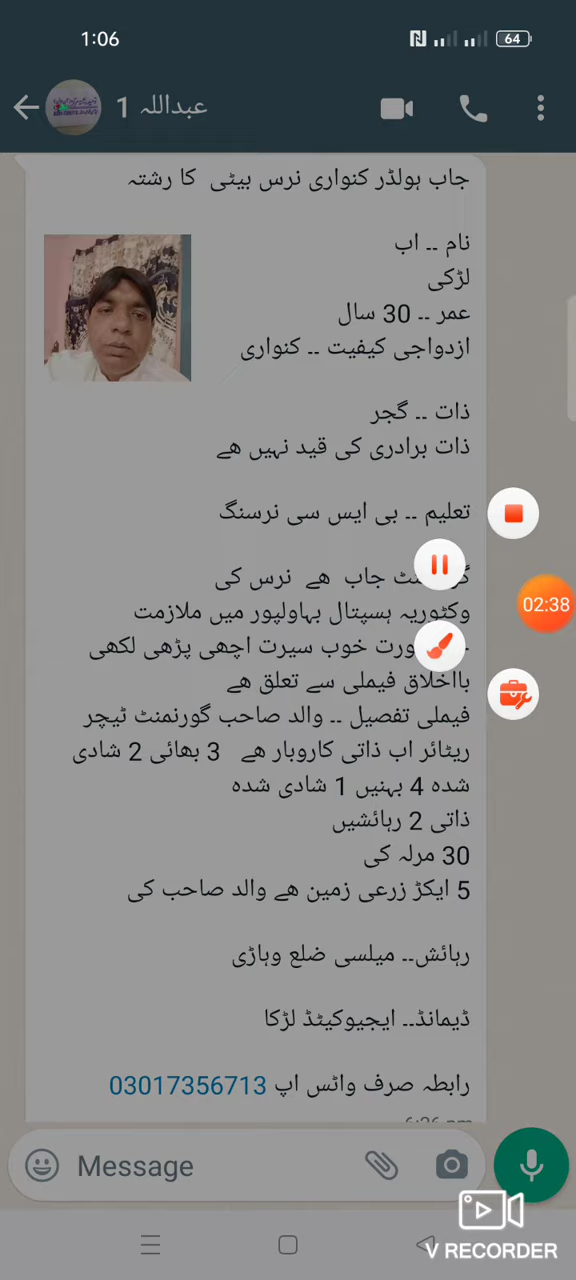 1:06
64
عبداللہ 1
جاب ہولڈر کنواری نرس بیٹی کا رشتہ
نام -- اب
لڑکی
عمر -- 30 سال
ازدواجی کیفیت -- کنواری
ذات -- گجر
ذات برادری کی قید نہیں ھے
تعلیم -- بی ایس سی نرسنگ
جاب ھے نرس کی
وکٹوریہ ہسپتال بہاولپور میں ملازمت
خوب سیرت اچھی پڑھی لکھی
بااخلاق فیملی سے تعلق ھے
فیملی تفصیل -- والد صاحب گورنمنٹ ٹیچر
ریٹائر اب ذاتی کاروبار ھے 3 بھائی 2 شادی
شدہ 4 بہنیں 1 شادی شدہ
ذاتی 2 رہائشیں
30 مرلہ کی
5 ایکڑ زرعی زمین ھے والد صاحب کی
رہائش-- میلسی ضلع وہاڑی
ڈیمانڈ-- ایجیوکیٹڈ لڑکا
رابطہ صرف واٹس اپ 03017356713
02:38
Message
V RECORDER